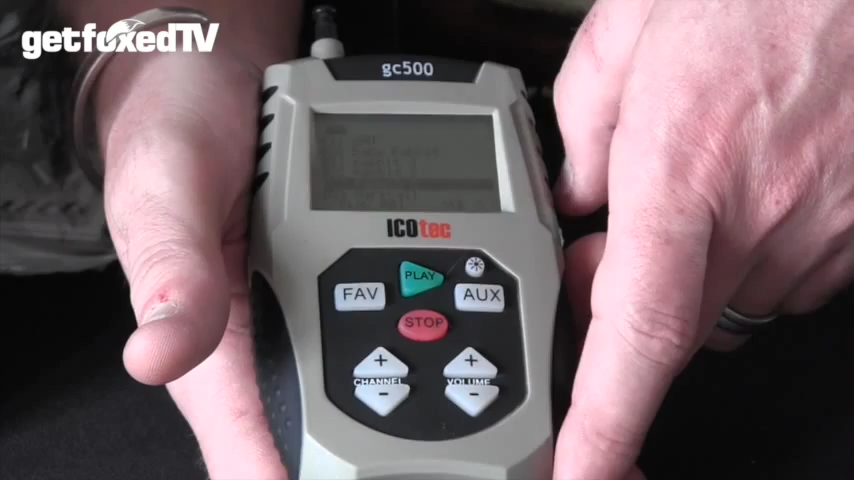 getfoxedTV
gc500
ICOtec
PLAY
FAV
AUX
STOP
+ +
CHANNEL VOLUME
- -